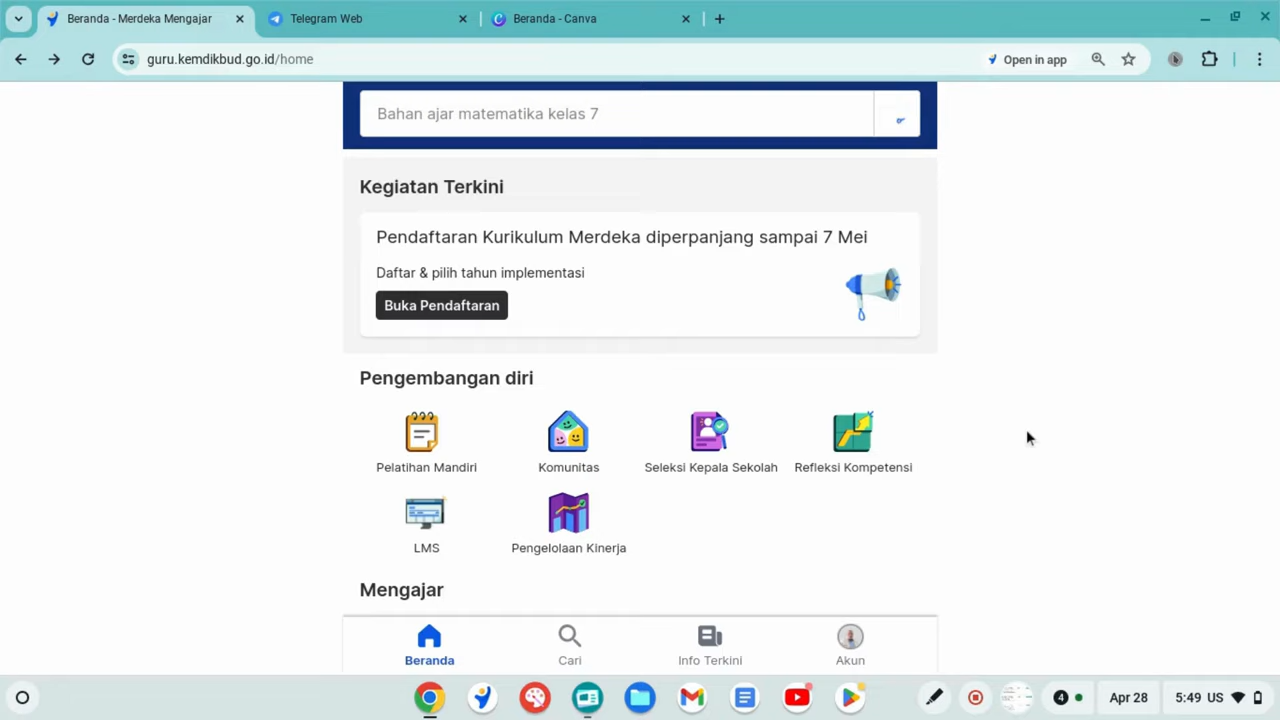 Beranda - Merdeka Mengajar
Telegram Web
Beranda - Canva
guru.kemdikbud.go.id/home
Open in app
Bahan ajar matematika kelas 7
Kegiatan Terkini
Pendaftaran Kurikulum Merdeka diperpanjang sampai 7 Mei
Daftar & pilih tahun implementasi
Buka Pendaftaran
Pengembangan diri
Pelatihan Mandiri
Komunitas
Seleksi Kepala Sekolah
Refleksi Kompetensi
LMS
Pengelolaan Kinerja
Mengajar
Beranda
Cari
Info Terkini
Akun
4
Apr 28
5:49 US